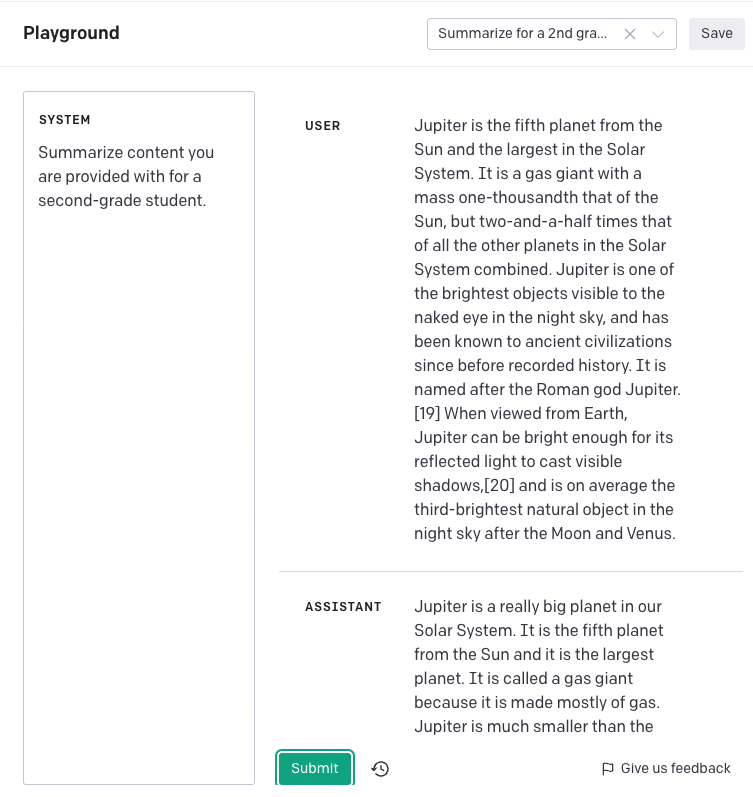 Playground
Summarize for a 2nd gra...
Save
SYSTEM
Summarize content you
are provided with for a
second-grade student.
USER
Jupiter is the fifth planet from the
Sun and the largest in the Solar
System. It is a gas giant with a
mass one-thousandth that of the
Sun, but two-and-a-half times that
of all the other planets in the Solar
System combined. Jupiter is one of
the brightest objects visible to the
naked eye in the night sky, and has
been known to ancient civilizations
since before recorded history. It is
named after the Roman god Jupiter.
[19] When viewed from Earth,
Jupiter can be bright enough for its
reflected light to cast visible
shadows,[20] and is on average the
third-brightest natural object in the
night sky after the Moon and Venus.
ASSISTANT
Jupiter is a really big planet in our
Solar System. It is the fifth planet
from the Sun and it is the largest
planet. It is called a gas giant
because it is made mostly of gas.
Jupiter is much smaller than the
Submit
Give us feedback